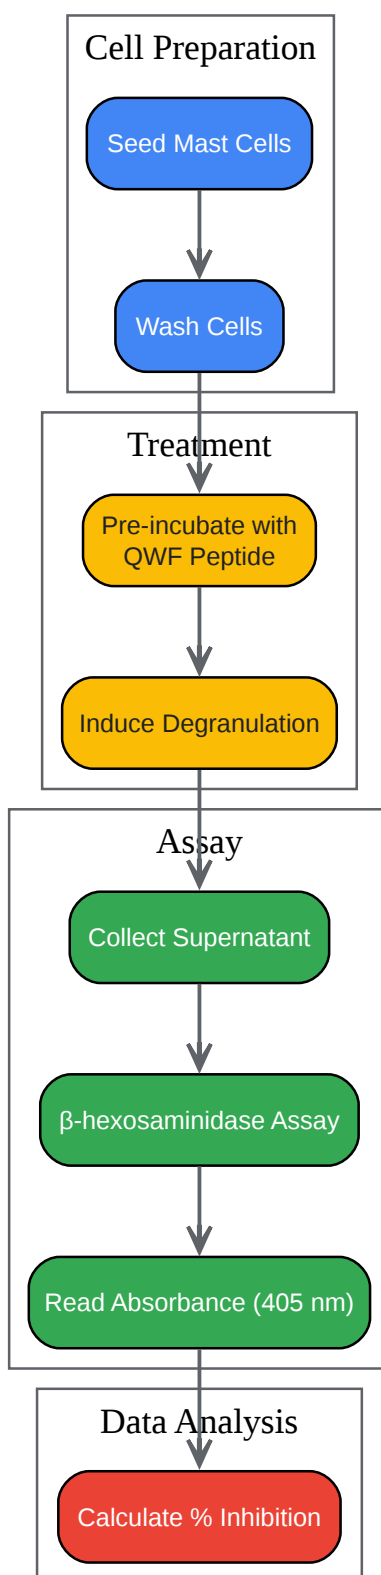 Cell Preparation
Seed Mast Cells
Wash Cells
Treatment
Pre-incubate with
QWF Peptide
Induce Degranulation
Assay
Collect Supernatant
β-hexosaminidase Assay
Read Absorbance (405 nm)
Data Analysis
Calculate % Inhibition